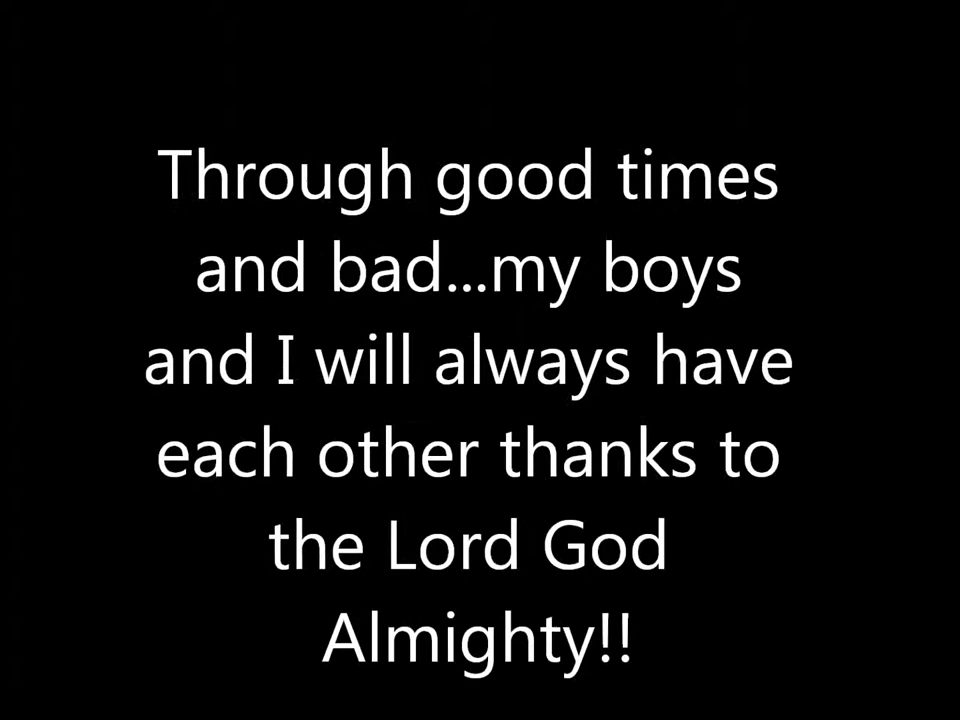 Through good times
and bad...my boys
and I will always have
each other thanks to
the Lord God
Almighty!!